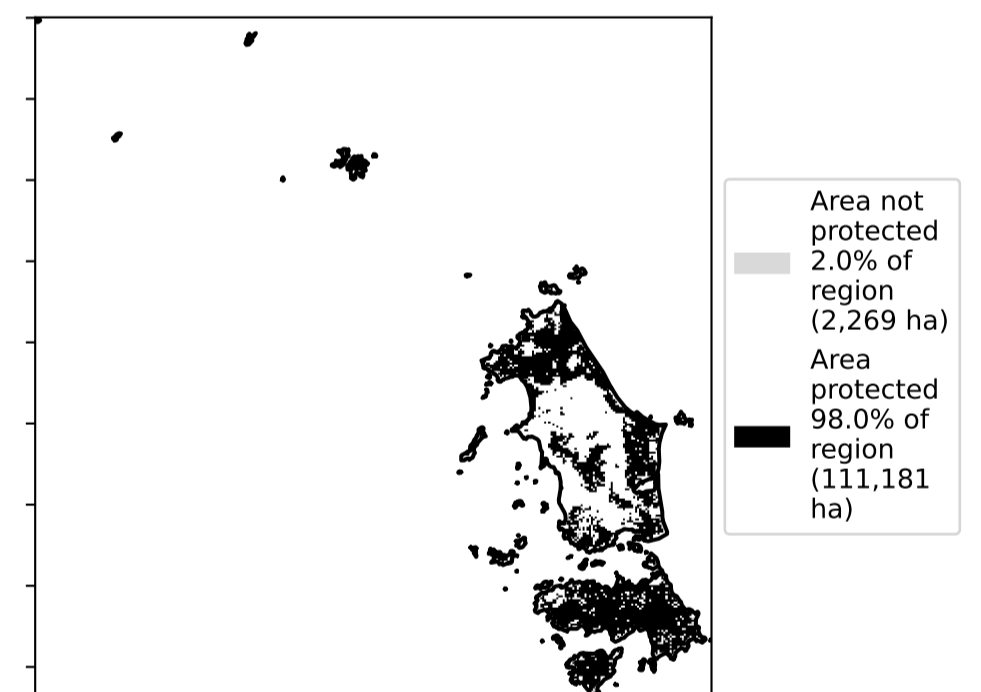 Area not
protected
2.0% of
region
(2,269 ha)
Area
protected
98.0% of
region
(111,181
ha)